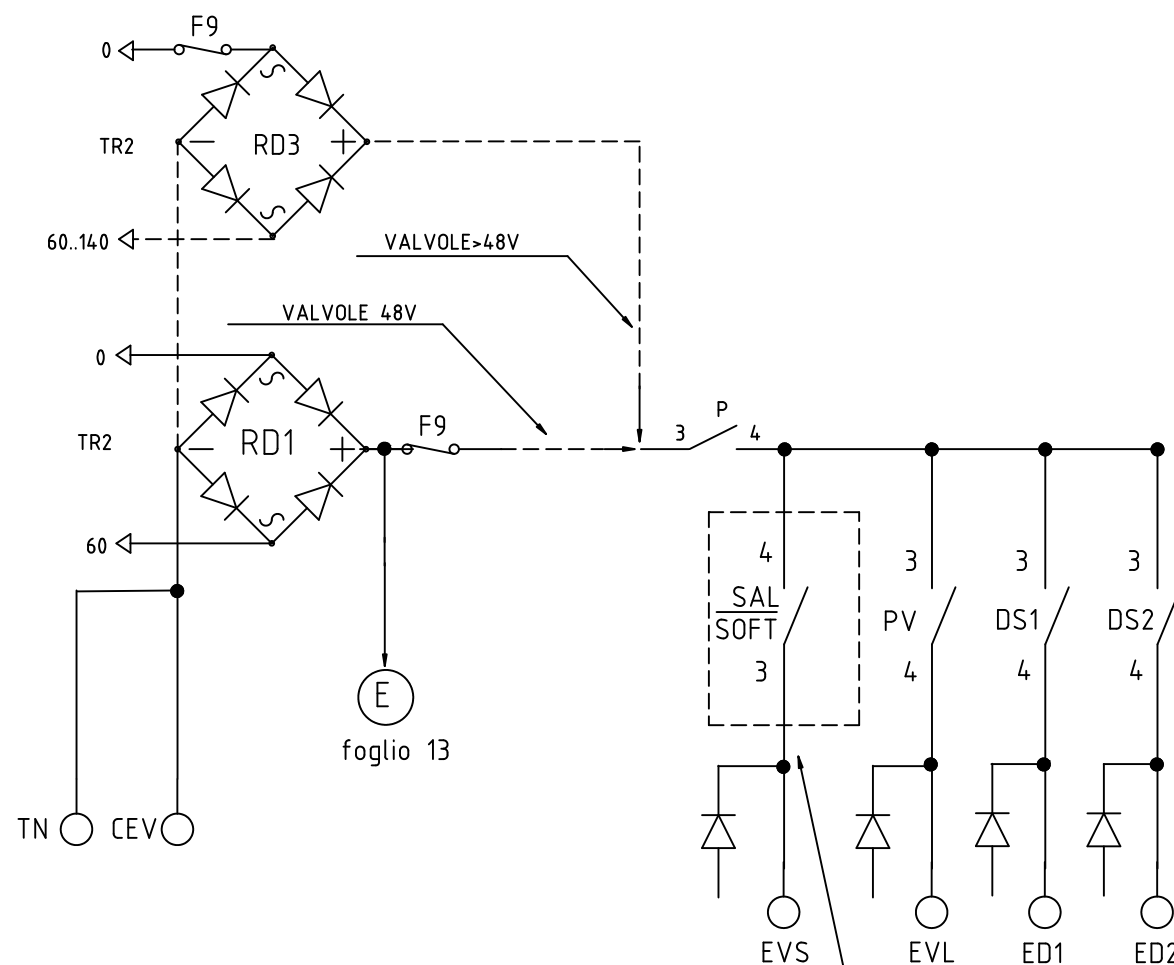 F9
0
TR2
RD3
60..140
VALVOLE>48V
VALVOLE 48V
0
F9
P
3 4
TR2
RD1
60
4 3 3 3
SAL
SOFT
PV DS1 DS2
3 4 4 4
E
foglio 13
TN CEV
EVS EVL ED1 ED2